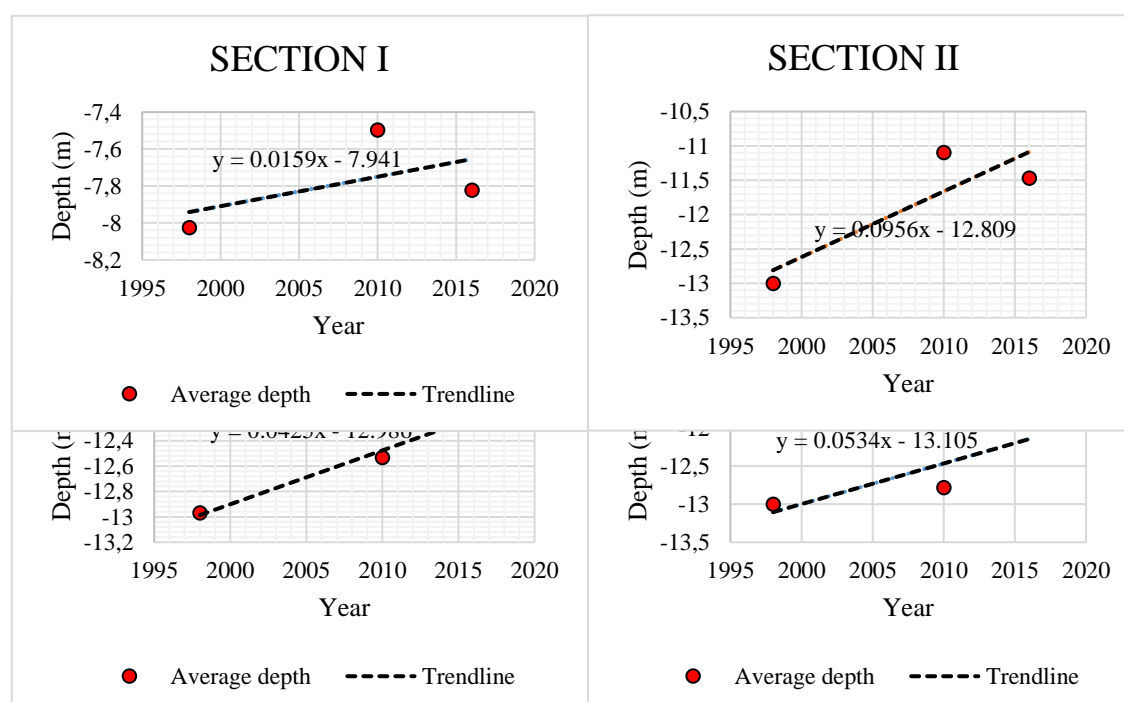 SECTION I
-7,4
-7,6
-7,8
-8
-8,2
Depth (m)
y = 0.0159x - 7.941
1995 2000 2005 2010 2015 2020
Year
Average depth Trendline
SECTION II
-10,5
-11
-11,5
-12
-12,5
-13
-13,5
Depth (m)
y = 0.0956x - 12.809
1995 2000 2005 2010 2015 2020
Year
Average depth Trendline
-12,4
-12,6
-12,8
-13
-13,2
Depth
1995 2000 2005 2010 2015 2020
Year
Average depth Trendline
-12
-12,5
-13
-13,5
Depth
y = 0.0534x - 13.105
1995 2000 2005 2010 2015 2020
Year
Average depth Trendline